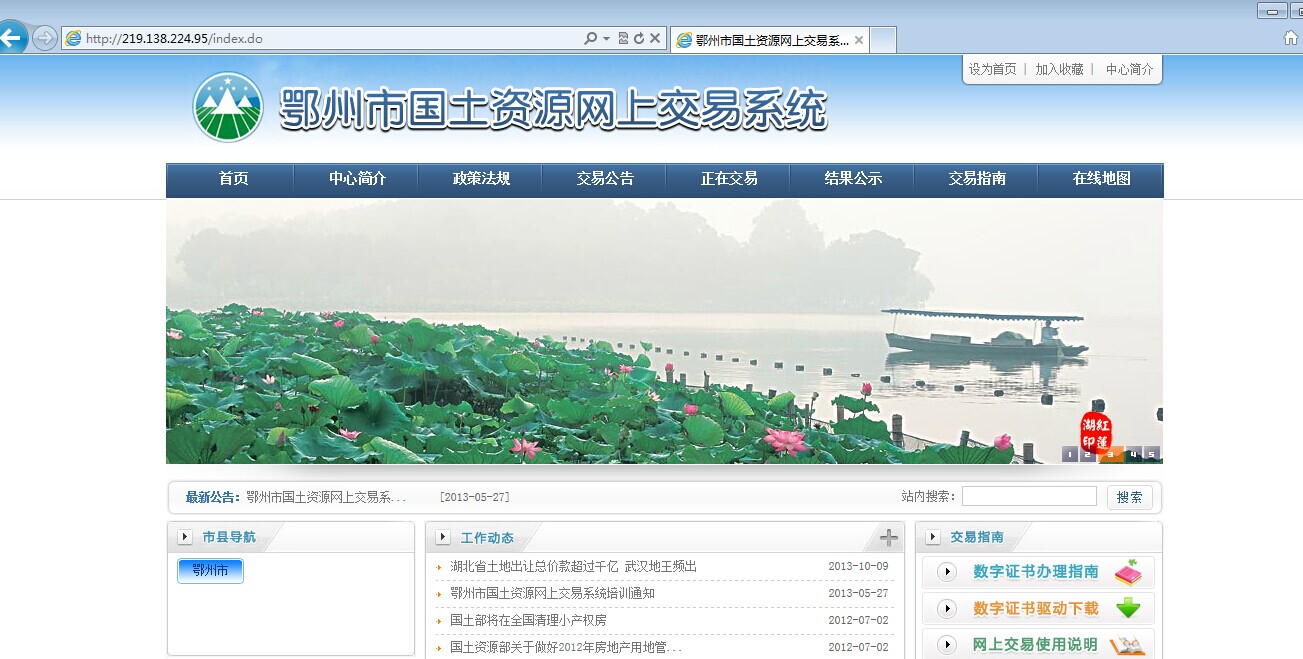 http://219.138.224.95/index.do
鄂州市国土资源网上交易系...
设为首页 | 加入收藏 | 中心简介
鄂州市国土资源网上交易系统
首页 中心简介 政策法规 交易公告 正在交易 结果公示 交易指南 在线地图
湖红
印莲
1 2 3 4 5
最新公告: 鄂州市国土资源网上交易系... [2013-05-27] 站内搜索: 搜索
市县导航
鄂州市
工作动态
湖北省土地出让总价款超过千亿 武汉地王频出 2013-10-09
鄂州市国土资源网上交易系统培训通知 2013-05-27
国土部将在全国清理小产权房 2012-07-02
国土资源部关于做好2012年房地产用地管... 2012-07-02
交易指南
数字证书办理指南
数字证书驱动下载
网上交易使用说明